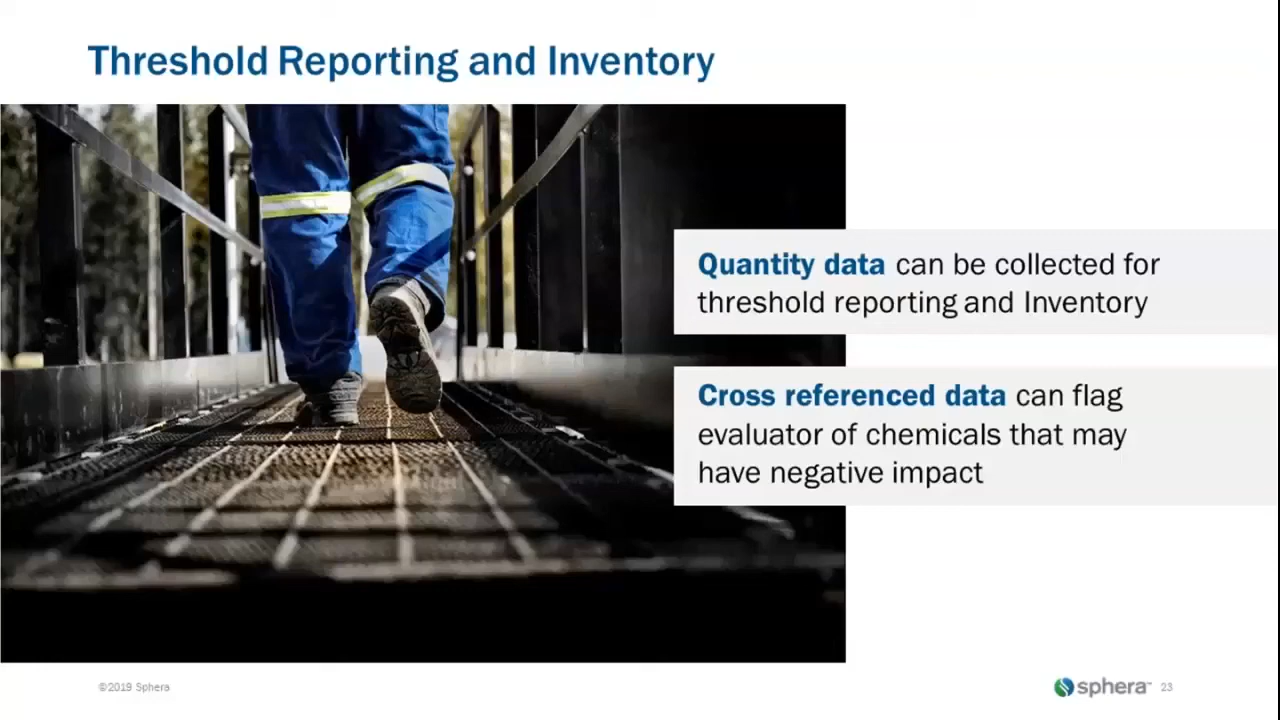 Threshold Reporting and Inventory
Quantity data can be collected for
threshold reporting and Inventory
Cross referenced data can flag
evaluator of chemicals that may
have negative impact
©2019 Sphera
sphera™ 23